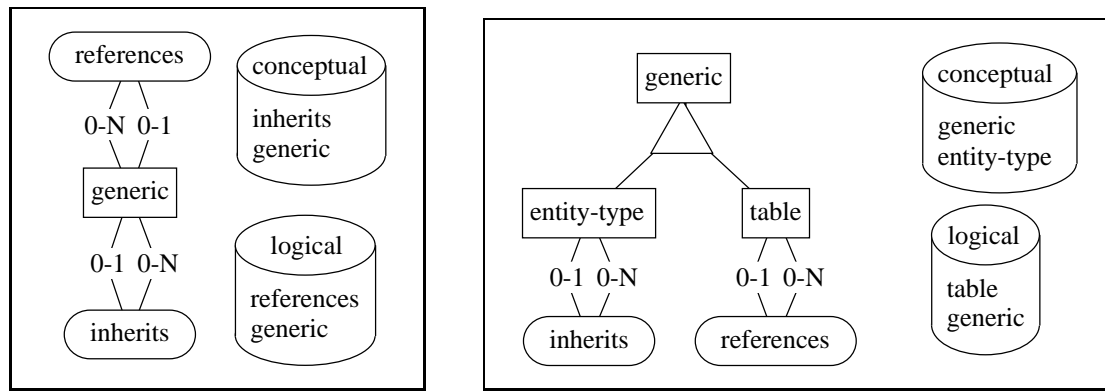 references
conceptual
inherits
generic
0-N 0-1
generic
logical
0-1 0-N
references
generic
inherits
generic
conceptual
generic
entity-type
entity-type
table
logical
0-1 0-N
0-1 0-N
table
generic
inherits
references